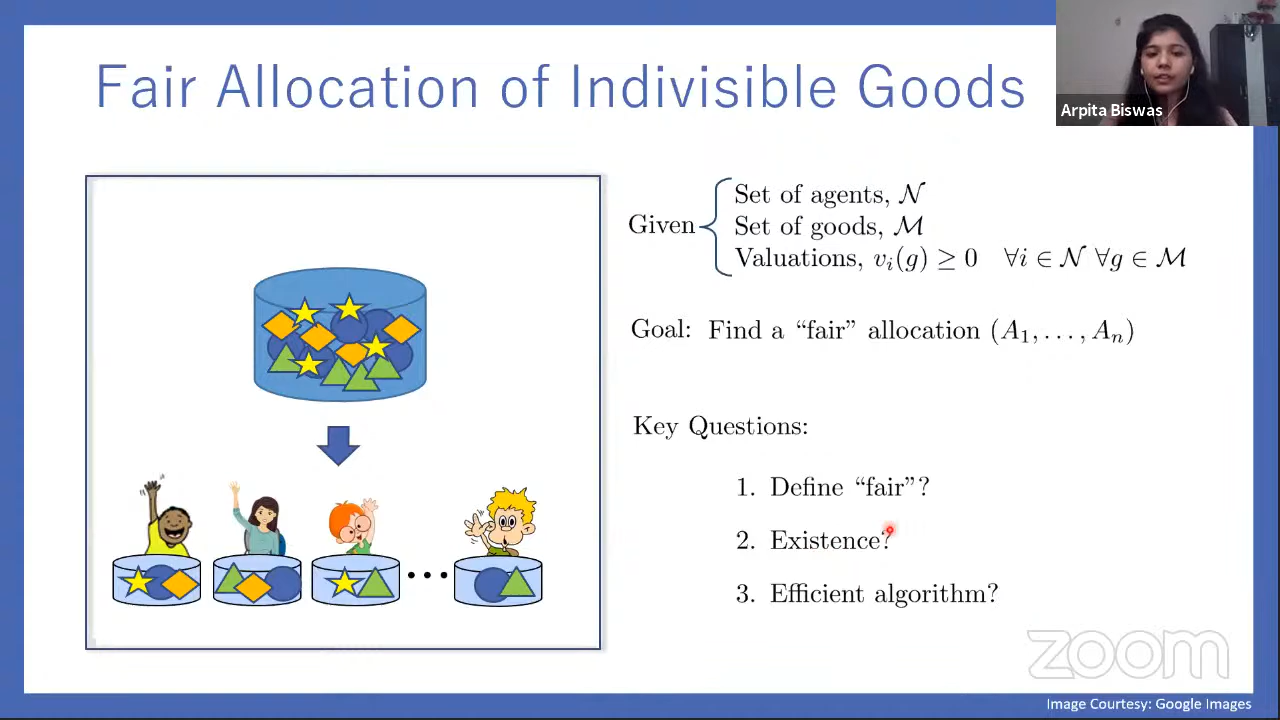 Fair Allocation of Indivisible Goods
Arpita Biswas
Given
Set of agents, 𝒩
Set of goods, ℳ
Valuations, vᵢ(g) ≥ 0 ∀i ∈ 𝒩 ∀g ∈ ℳ
Goal: Find a “fair” allocation (A₁, . . . , Aₙ)
Key Questions:
1. Define “fair”?
2. Existence?
3. Efficient algorithm?
zoom
Image Courtesy: Google Images